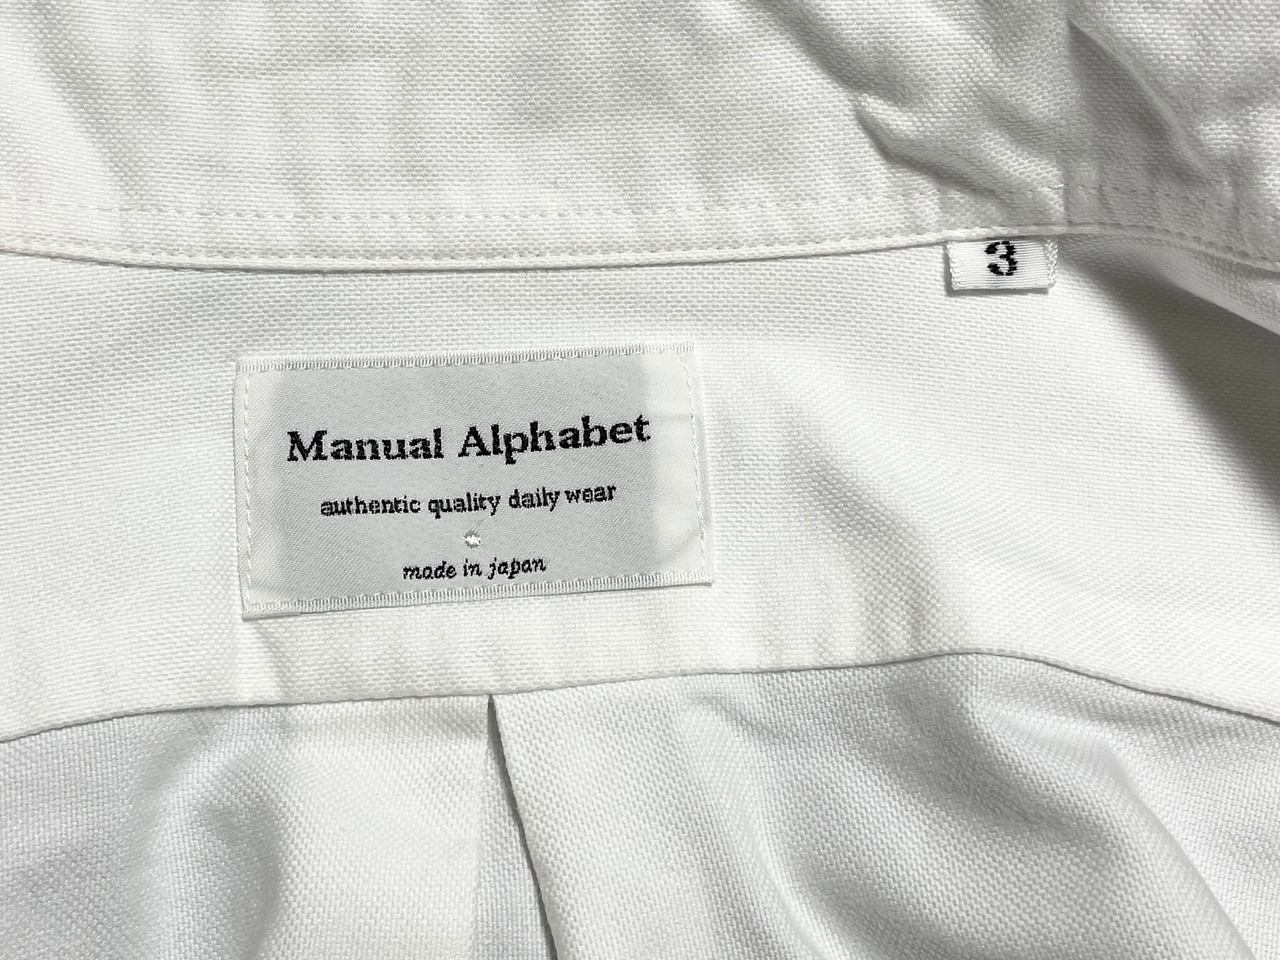 3
Manual Alphabet
authentic quality daily wear
made in japan